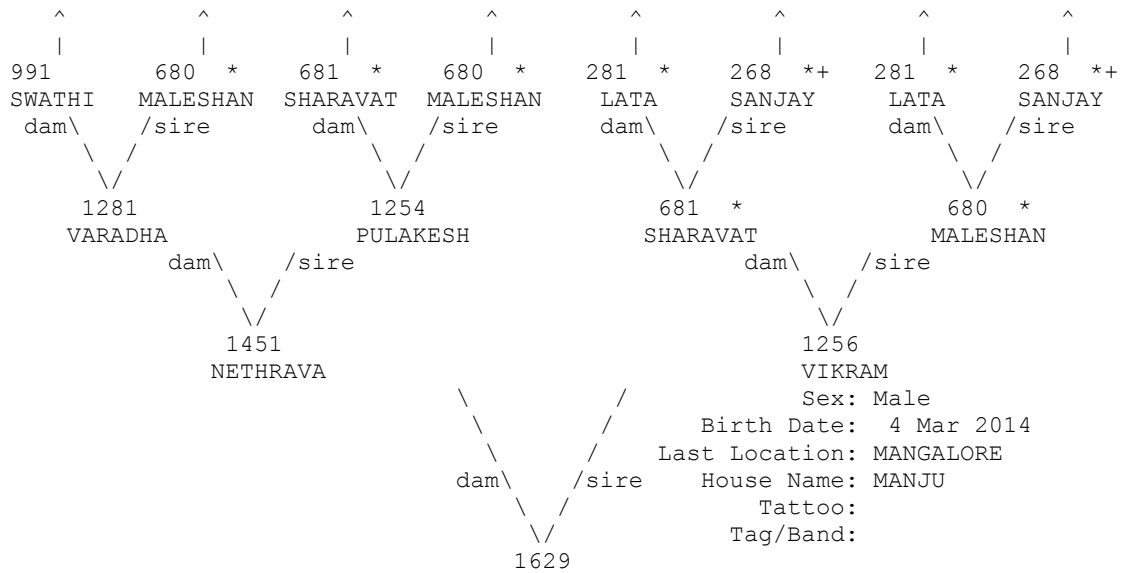 ^ ^ ^ ^ ^ ^ ^ ^
| | | | | | | |
991 680 * 681 * 680 * 281 * 268 *+ 281 * 268 *+
SWATHI MALESHAN SHARAVAT MALESHAN LATA SANJAY LATA SANJAY
dam\ /sire dam\ /sire dam\ /sire dam\ /sire
\ / \ / \ / \ /
\/ \/ \/ \/
1281 1254 681 * 680 *
VARADHA PULAKESH SHARAVAT MALESHAN
dam\ /sire dam\ /sire
\ / \ /
\/ \/
1451 1256
NETHRAVA VIKRAM
\ / Sex: Male
\ / Birth Date: 4 Mar 2014
\ / Last Location: MANGALORE
dam\ /sire House Name: MANJU
\ / Tattoo:
\/ Tag/Band:
1629